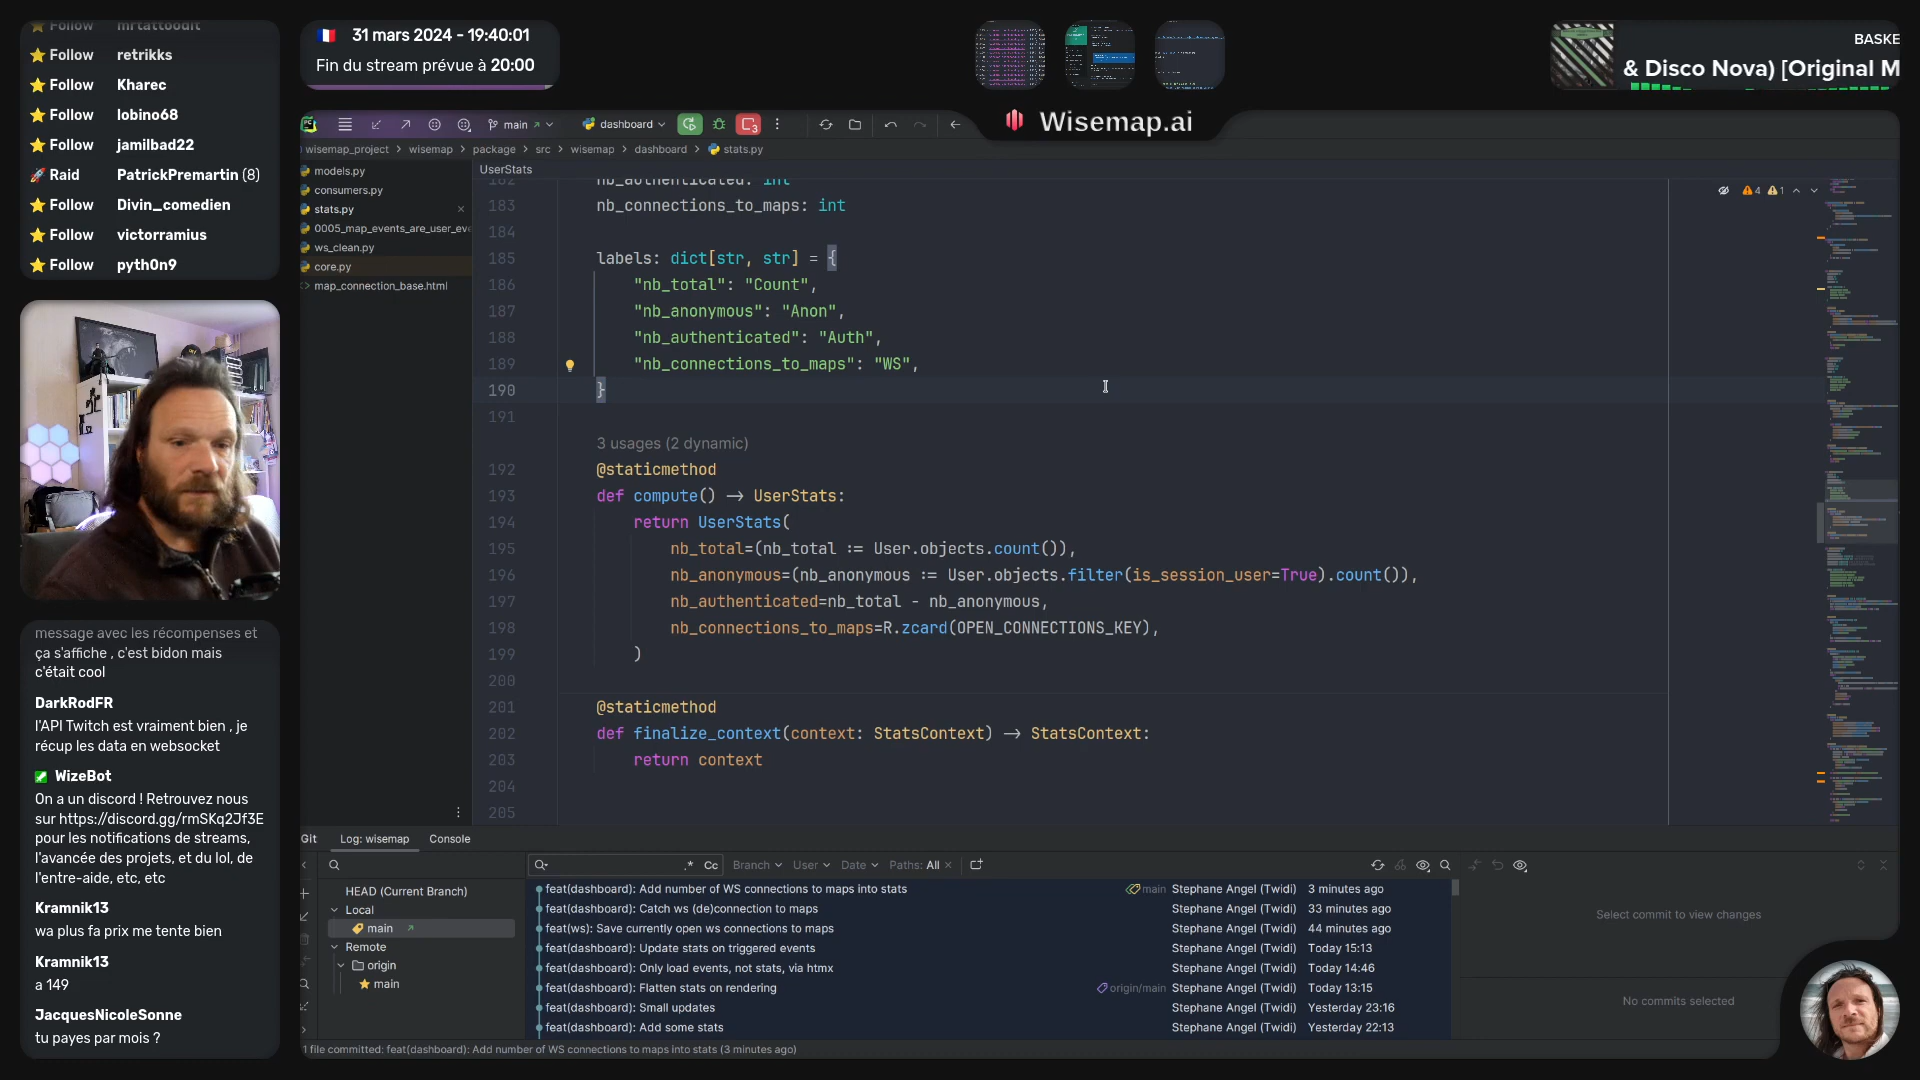 Follow mrtattoodit
Follow retrikks
Follow Kharec
Follow lobino68
Follow jamilbad22
Raid PatrickPremartin (8)
Follow Divin_comedien
Follow victorramius
Follow pyth0n9
31 mars 2024 - 19:40:01
Fin du stream prévue à 20:00
BASKE
& Disco Nova) [Original M
Wisemap.ai
main
dashboard
3
wisemap_project > wisemap > package > src > wisemap > dashboard > stats.py
models.py
consumers.py
stats.py
0005_map_events_are_user_eve
ws_clean.py
core.py
map_connection_base.html
UserStats
4 1
182 nb_authenticated: int
183 nb_connections_to_maps: int
184
185 labels: dict[str, str] = {
186 "nb_total": "Count",
187 "nb_anonymous": "Anon",
188 "nb_authenticated": "Auth",
189 "nb_connections_to_maps": "WS",
190 }
191
3 usages (2 dynamic)
192 @staticmethod
193 def compute() -> UserStats:
194 return UserStats(
195 nb_total=(nb_total := User.objects.count()),
196 nb_anonymous=(nb_anonymous := User.objects.filter(is_session_user=True).count()),
197 nb_authenticated=nb_total - nb_anonymous,
198 nb_connections_to_maps=R.zcard(OPEN_CONNECTIONS_KEY),
199 )
200
201 @staticmethod
202 def finalize_context(context: StatsContext) -> StatsContext:
203 return context
204
205
message avec les récompenses et
ça s'affiche , c'est bidon mais
c'était cool
DarkRodFR
l'API Twitch est vraiment bien , je
récup les data en websocket
WizeBot
On a un discord ! Retrouvez nous
sur https://discord.gg/rmSKq2Jf3E
pour les notifications de streams,
l'avancée des projets, et du lol, de
l'entre-aide, etc, etc
Kramnik13
wa plus fa prix me tente bien
Kramnik13
a 149
JacquesNicoleSonne
tu payes par mois ?
Git Log: wisemap Console
.* Cc Branch User Date Paths: All
HEAD (Current Branch)
Local
main
Remote
origin
main
feat(dashboard): Add number of WS connections to maps into stats main Stephane Angel (Twidi) 3 minutes ago
feat(dashboard): Catch ws (de)connection to maps Stephane Angel (Twidi) 33 minutes ago
feat(ws): Save currently open ws connections to maps Stephane Angel (Twidi) 44 minutes ago
feat(dashboard): Update stats on triggered events Stephane Angel (Twidi) Today 15:13
feat(dashboard): Only load events, not stats, via htmx Stephane Angel (Twidi) Today 14:46
feat(dashboard): Flatten stats on rendering origin/main Stephane Angel (Twidi) Today 13:15
feat(dashboard): Small updates Stephane Angel (Twidi) Yesterday 23:16
feat(dashboard): Add some stats Stephane Angel (Twidi) Yesterday 22:13
Select commit to view changes
No commits selected
1 file committed: feat(dashboard): Add number of WS connections to maps into stats (3 minutes ago)